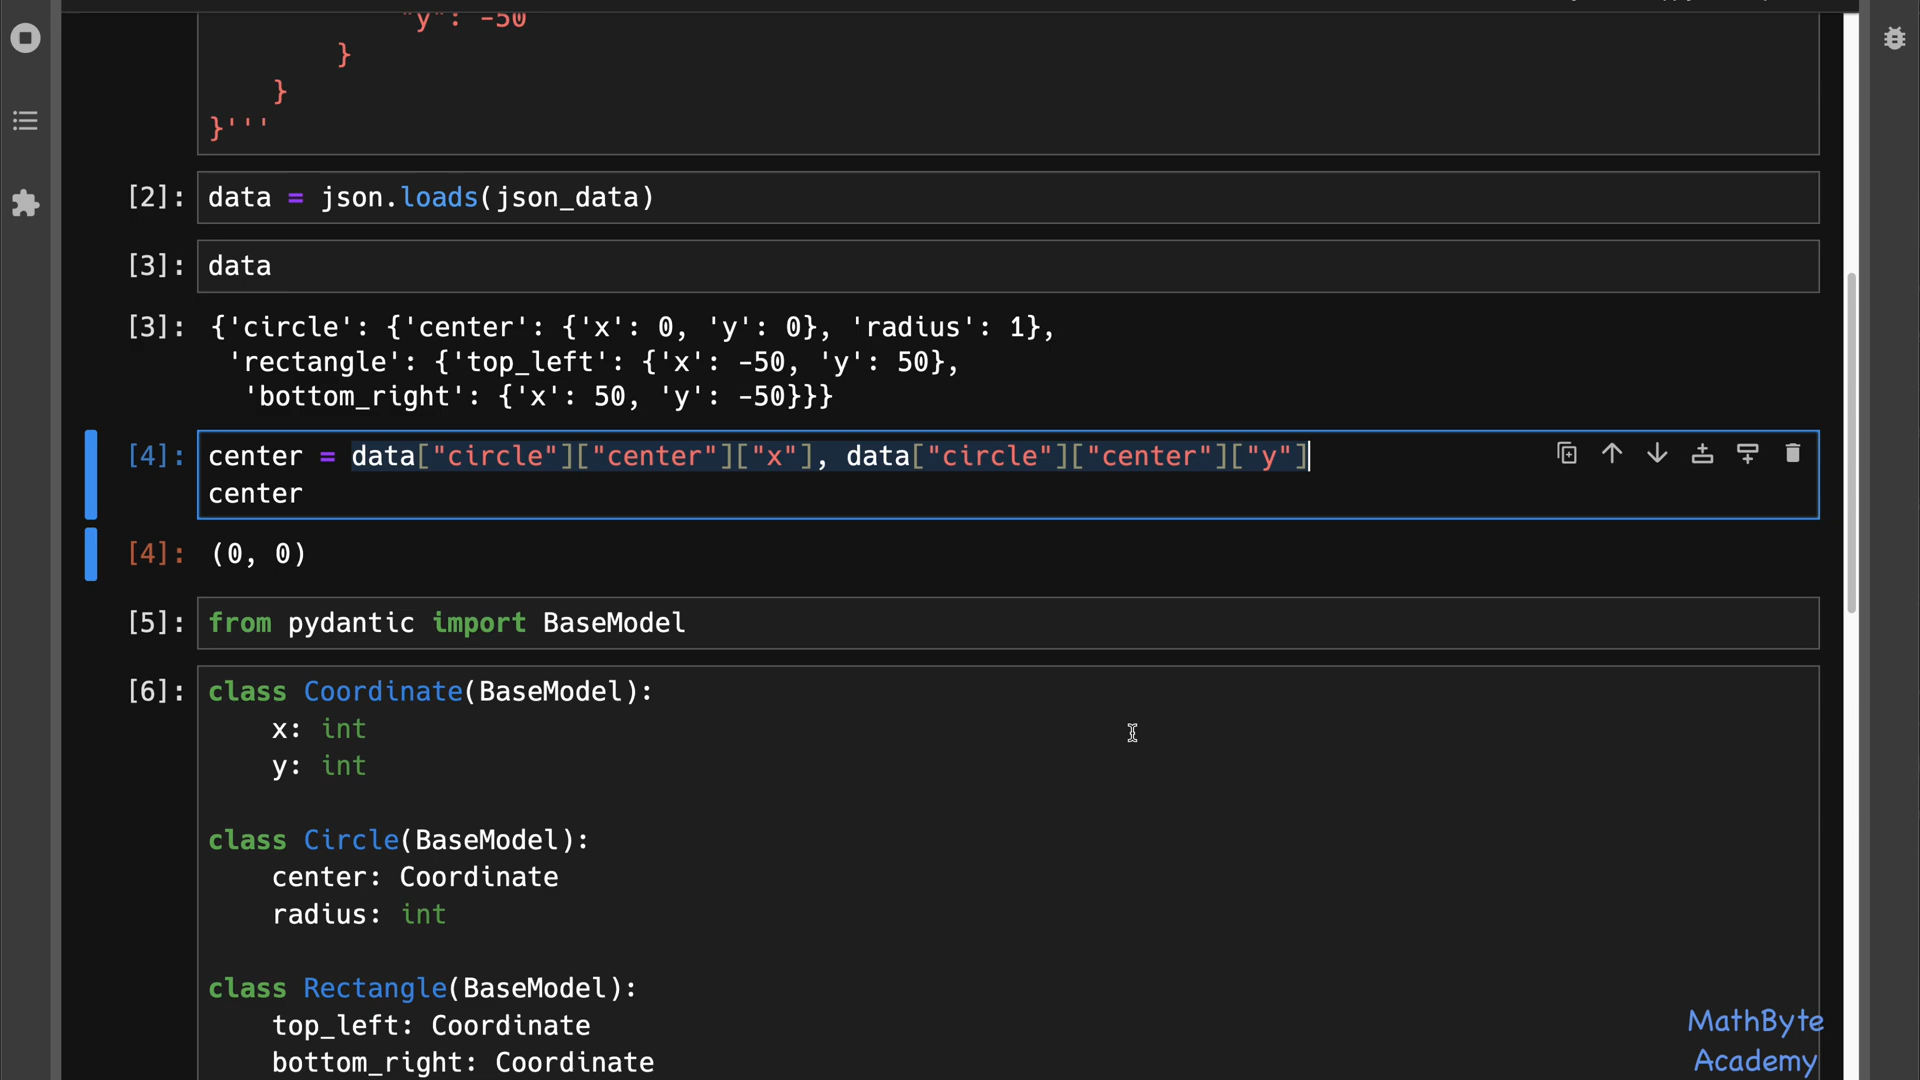 "y": -50
}
}
}'''
[2]: data = json.loads(json_data)
[3]: data
[3]: {'circle': {'center': {'x': 0, 'y': 0}, 'radius': 1},
'rectangle': {'top_left': {'x': -50, 'y': 50},
'bottom_right': {'x': 50, 'y': -50}}}
[4]: center = data["circle"]["center"]["x"], data["circle"]["center"]["y"]
center
[4]: (0, 0)
[5]: from pydantic import BaseModel
[6]: class Coordinate(BaseModel):
x: int
y: int
class Circle(BaseModel):
center: Coordinate
radius: int
class Rectangle(BaseModel):
top_left: Coordinate
bottom_right: Coordinate
MathByte
Academy